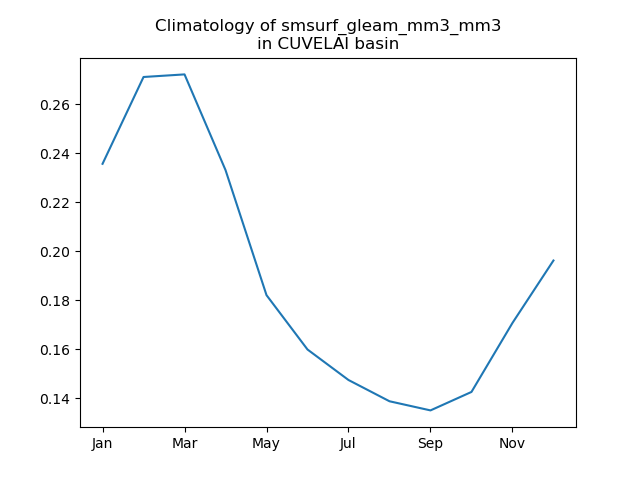 Climatology of smsurf_gleam_mm3_mm3
in CUVELAI basin
0.26
0.24
0.22
0.20
0.18
0.16
0.14
Jan Mar May Jul Sep Nov